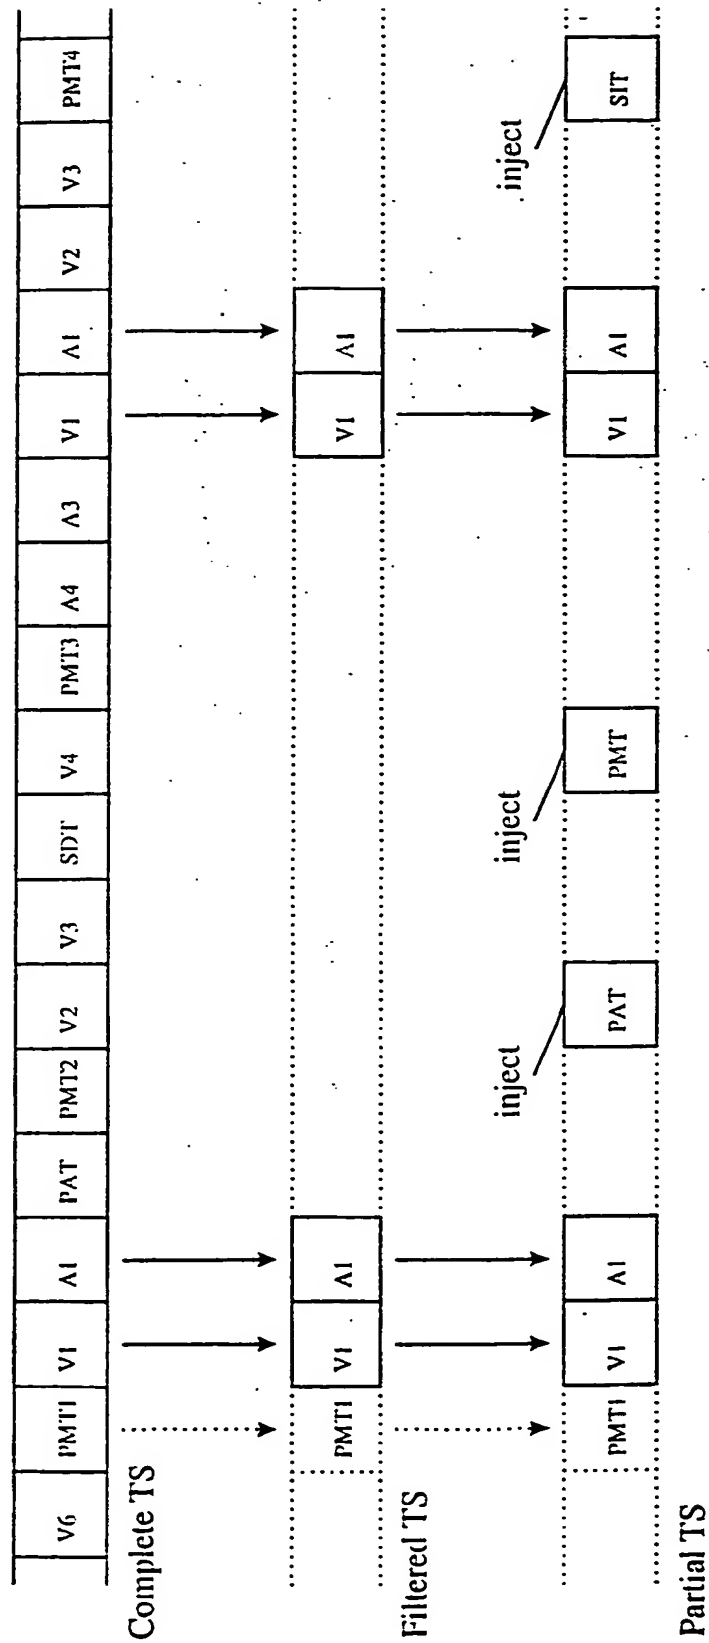 V6 PMT1 V1 A1 PAT PMT2 V2 V3 SDT V4 PMT3 A4 A3 V1 A1 V2 V3 PMT4
Complete TS
PMT1 V1 A1 V1 A1
Filtered TS
inject inject inject
PMT1 V1 A1 PAT PMT V1 A1 SIT
Partial TS